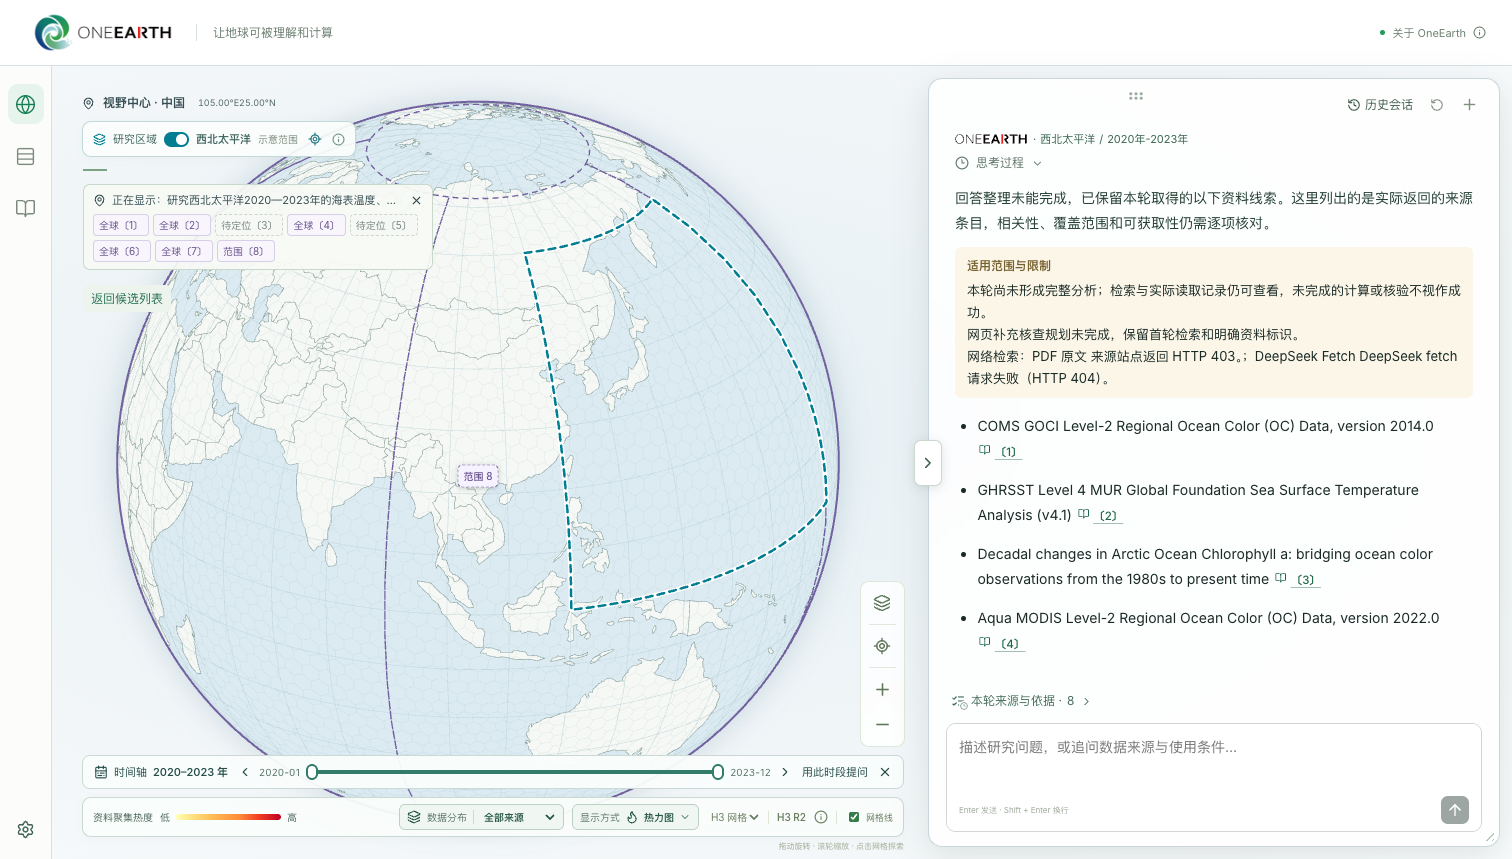 ONEEARTH
让地球可被理解和计算
关于 OneEarth
视野中心 · 中国 105.00°E25.00°N
研究区域 西北太平洋 示意范围
正在显示：研究西北太平洋2020—2023年的海表温度、...
全球〔1〕 全球〔2〕 待定位〔3〕 全球〔4〕 待定位〔5〕
全球〔6〕 全球〔7〕 范围〔8〕
返回候选列表
范围 8
时间轴 2020–2023 年 2020-01 2023-12 用此时段提问
资料聚集热度 低 高 数据分布 全部来源 显示方式 热力图 H3 网格 H3 R2 网格线
拖动旋转 · 滚轮缩放 · 点击网格探索
历史会话
ONEEARTH · 西北太平洋 / 2020年-2023年
思考过程
回答整理未能完成，已保留本轮取得的以下资料线索。这里列出的是实际返回的来源
条目，相关性、覆盖范围和可获取性仍需逐项核对。
适用范围与限制
本轮尚未形成完整分析；检索与实际读取记录仍可查看，未完成的计算或核验不视作成
功。
网页补充核查规划未完成，保留首轮检索和明确资料标识。
网络检索：PDF 原文 来源站点返回 HTTP 403。；DeepSeek Fetch DeepSeek fetch
请求失败（HTTP 404）。
COMS GOCI Level-2 Regional Ocean Color (OC) Data, version 2014.0
〔1〕
GHRSST Level 4 MUR Global Foundation Sea Surface Temperature
Analysis (v4.1) 〔2〕
Decadal changes in Arctic Ocean Chlorophyll a: bridging ocean color
observations from the 1980s to present time 〔3〕
Aqua MODIS Level-2 Regional Ocean Color (OC) Data, version 2022.0
〔4〕
本轮来源与依据 · 8
描述研究问题，或追问数据来源与使用条件...
Enter 发送 · Shift + Enter 换行